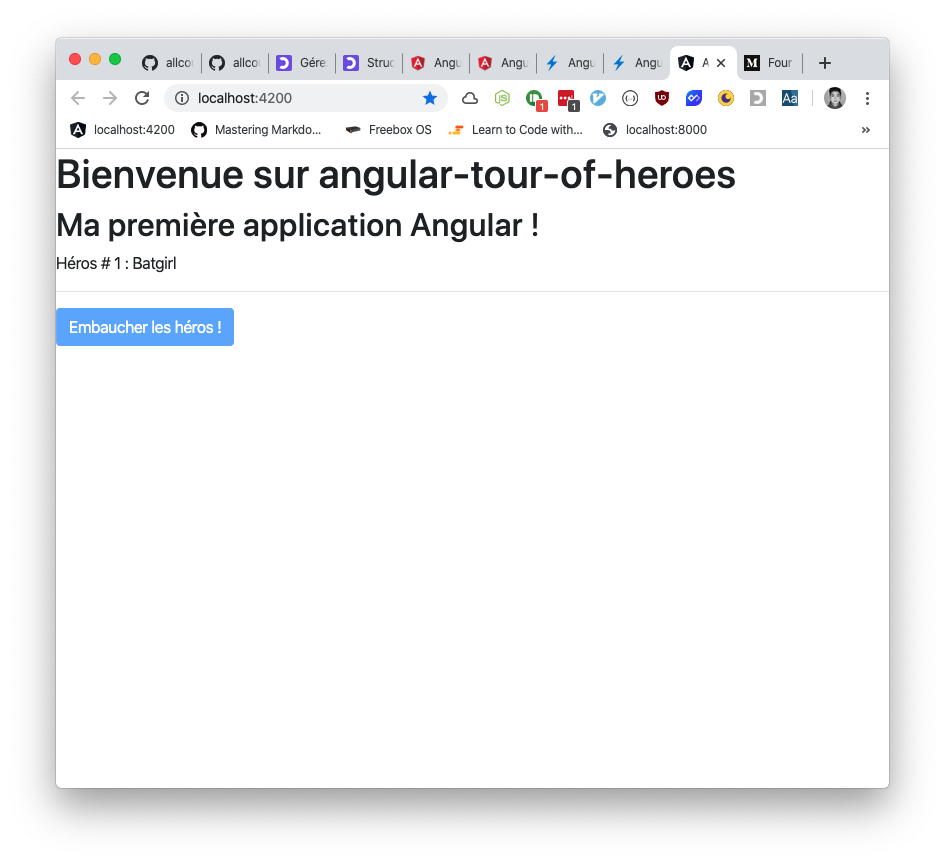 allco
allco
Gére
Struc
Angu
Angu
Angu
Angu
A
Four
localhost:4200
1
1
Aa
localhost:4200
Mastering Markdo...
Freebox OS
Learn to Code with...
localhost:8000
»
Bienvenue sur angular-tour-of-heroes
Ma première application Angular !
Héros # 1 : Batgirl
Embaucher les héros !